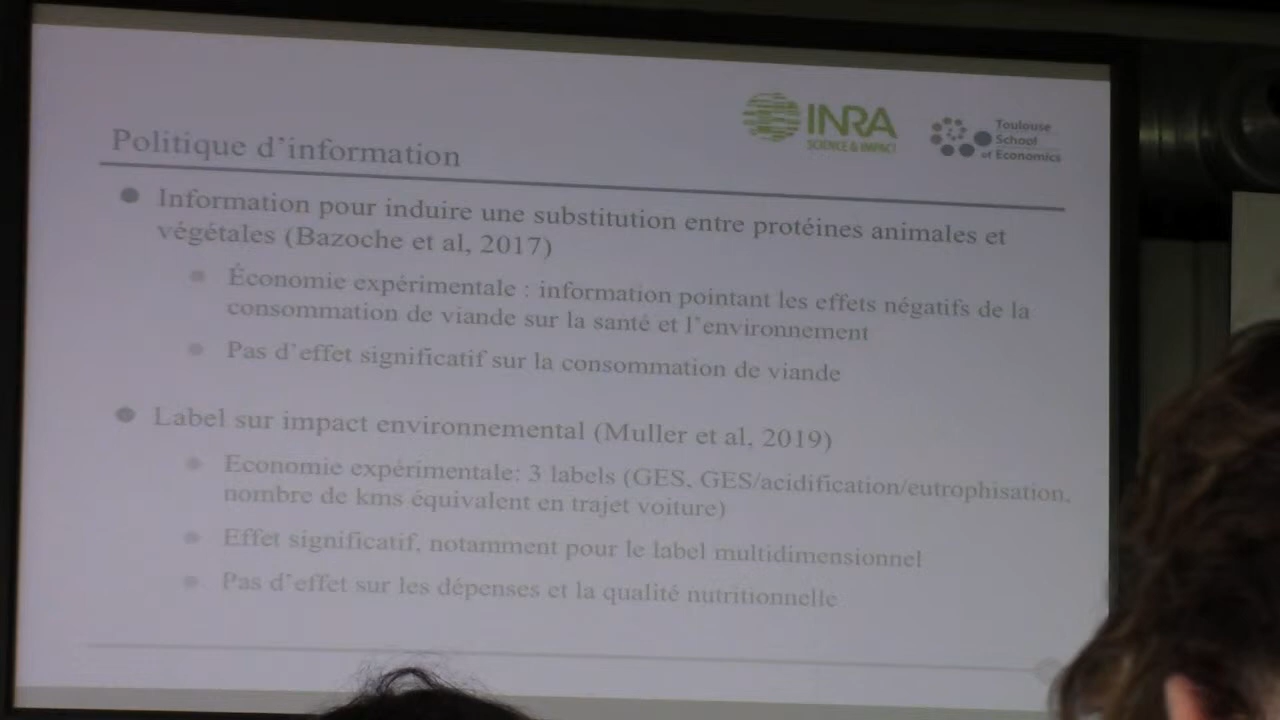 INRA
SCIENCE & IMPACT
Toulouse
School
of Economics
Politique d'information
Information pour induire une substitution entre protéines animales et
végétales (Bazoche et al, 2017)
Économie expérimentale : information pointant les effets négatifs de la
consommation de viande sur la santé et l'environnement
Pas d'effet significatif sur la consommation de viande
Label sur impact environnemental (Muller et al, 2019)
Economie expérimentale: 3 labels (GES, GES/acidification/eutrophisation,
nombre de kms équivalent en trajet voiture)
Effet significatif, notamment pour le label multidimensionnel
Pas d'effet sur les dépenses et la qualité nutritionnelle